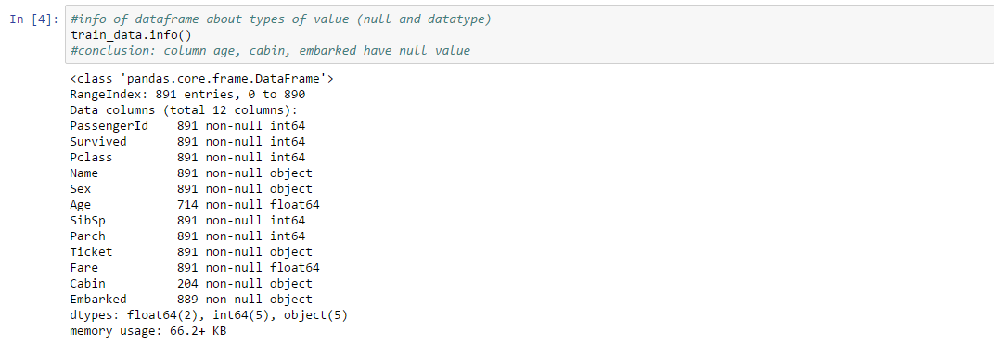 In [4]: #info of dataframe about types of value (null and datatype)
train_data.info()
#conclusion: column age, cabin, embarked have null value
<class 'pandas.core.frame.DataFrame'>
RangeIndex: 891 entries, 0 to 890
Data columns (total 12 columns):
PassengerId    891 non-null int64
Survived       891 non-null int64
Pclass         891 non-null int64
Name           891 non-null object
Sex            891 non-null object
Age            714 non-null float64
SibSp          891 non-null int64
Parch          891 non-null int64
Ticket         891 non-null object
Fare           891 non-null float64
Cabin          204 non-null object
Embarked       889 non-null object
dtypes: float64(2), int64(5), object(5)
memory usage: 66.2+ KB